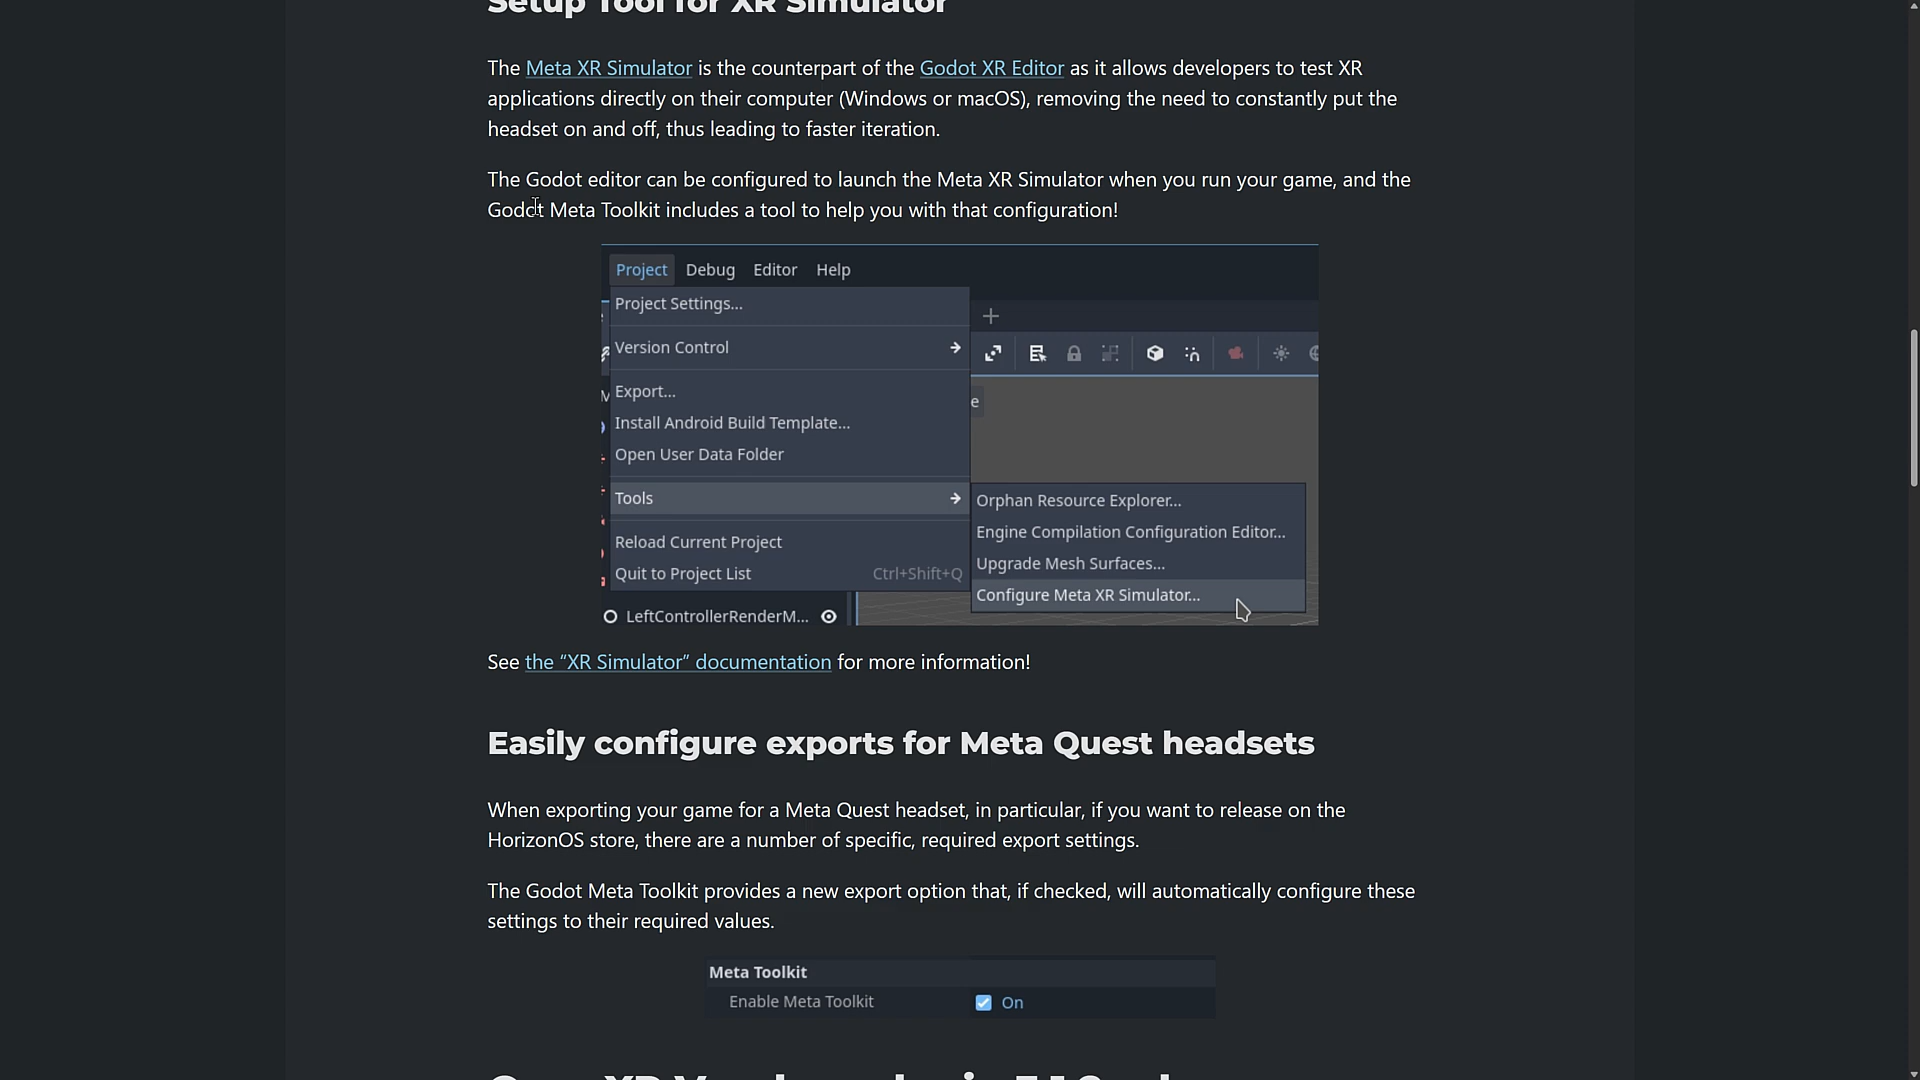 Setup Tool for XR Simulator
The Meta XR Simulator is the counterpart of the Godot XR Editor as it allows developers to test XR
applications directly on their computer (Windows or macOS), removing the need to constantly put the
headset on and off, thus leading to faster iteration.
The Godot editor can be configured to launch the Meta XR Simulator when you run your game, and the
Godot Meta Toolkit includes a tool to help you with that configuration!
Project Debug Editor Help
Project Settings...
Version Control
Export...
Install Android Build Template...
Open User Data Folder
Tools
Orphan Resource Explorer...
Engine Compilation Configuration Editor...
Upgrade Mesh Surfaces...
Configure Meta XR Simulator...
Reload Current Project
Quit to Project List Ctrl+Shift+Q
LeftControllerRenderM...
See the “XR Simulator” documentation for more information!
Easily configure exports for Meta Quest headsets
When exporting your game for a Meta Quest headset, in particular, if you want to release on the
HorizonOS store, there are a number of specific, required export settings.
The Godot Meta Toolkit provides a new export option that, if checked, will automatically configure these
settings to their required values.
Meta Toolkit
Enable Meta Toolkit On